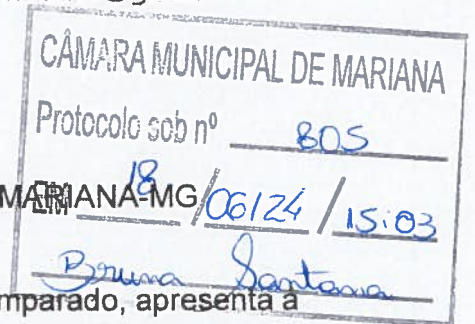 CÂMARA MUNICIPAL DE MARIANA
Protocolo sob nº 805
MARIANA-MG
EM 18/06/24 / 15:03
Bruna Santana
mparado, apresenta à